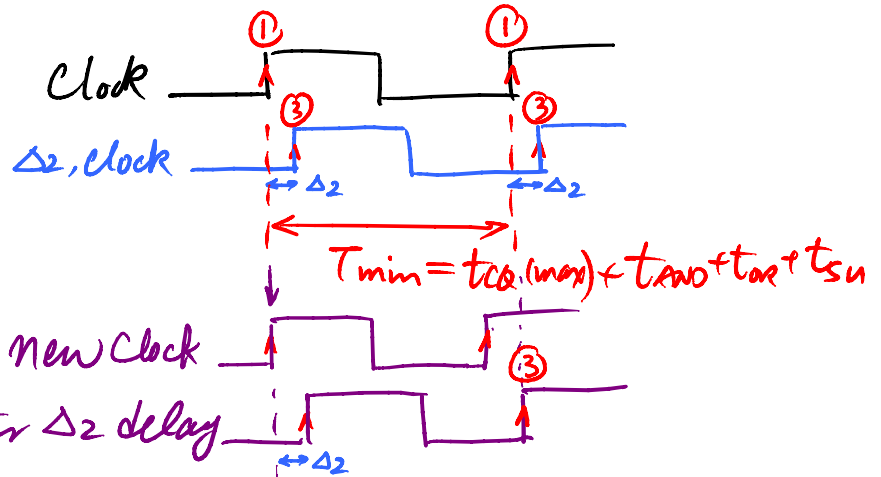 ① ①
Clock
③ ③
Δ2, Clock
Δ2 Δ2
Tmin = tCQ (max) + tAND + tOR + tSU
new Clock
③
Δ2 delay
Δ2